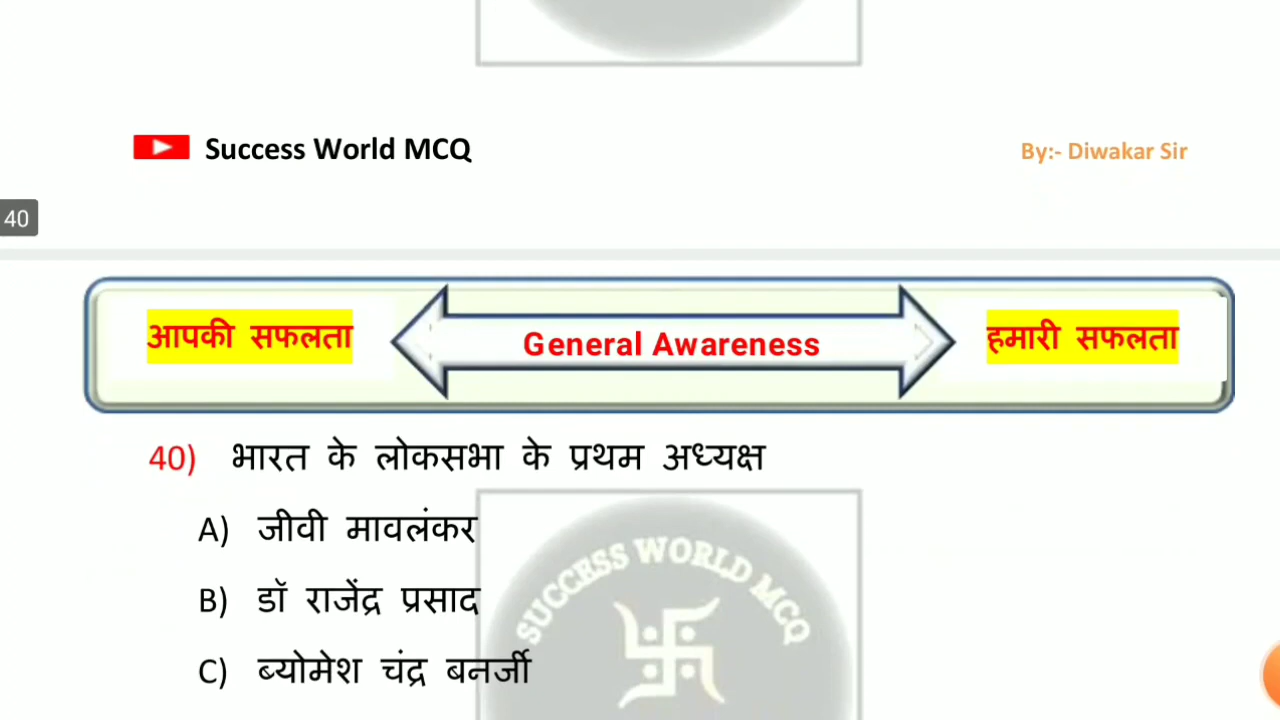 Success World MCQ
By:- Diwakar Sir
40
आपकी सफलता
General Awareness
हमारी सफलता
40) भारत के लोकसभा के प्रथम अध्यक्ष
A) जीवी मावलंकर
B) डॉ राजेंद्र प्रसाद
C) ब्योमेश चंद्र बनर्जी
SUCCESS WORLD MCQ